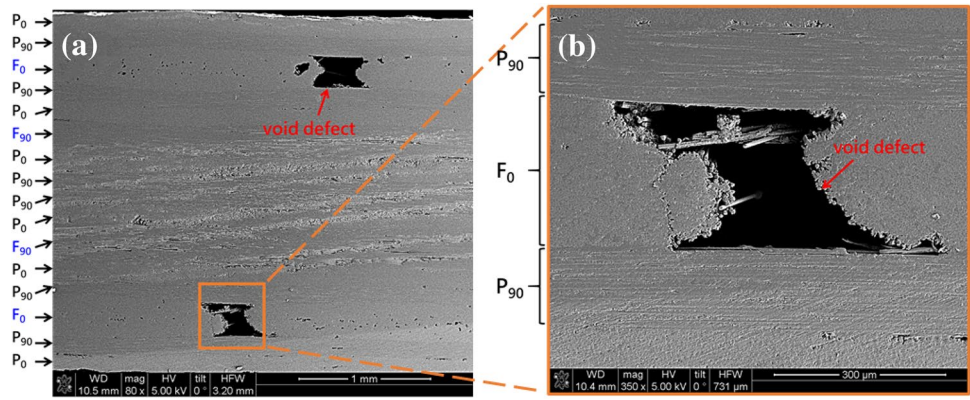 (a)
P0
P90
F0
P90
P0
F90
P0
P90
P90
P0
F90
P0
P90
F0
P90
P0
void defect
WD mag HV tilt HFW
10.5 mm 80 x 5.00 kV 0 ° 3.20 mm
1 mm
(b)
P90
F0
P90
void defect
WD mag HV tilt HFW
10.4 mm 350 x 5.00 kV 0 ° 731 µm
300 µm